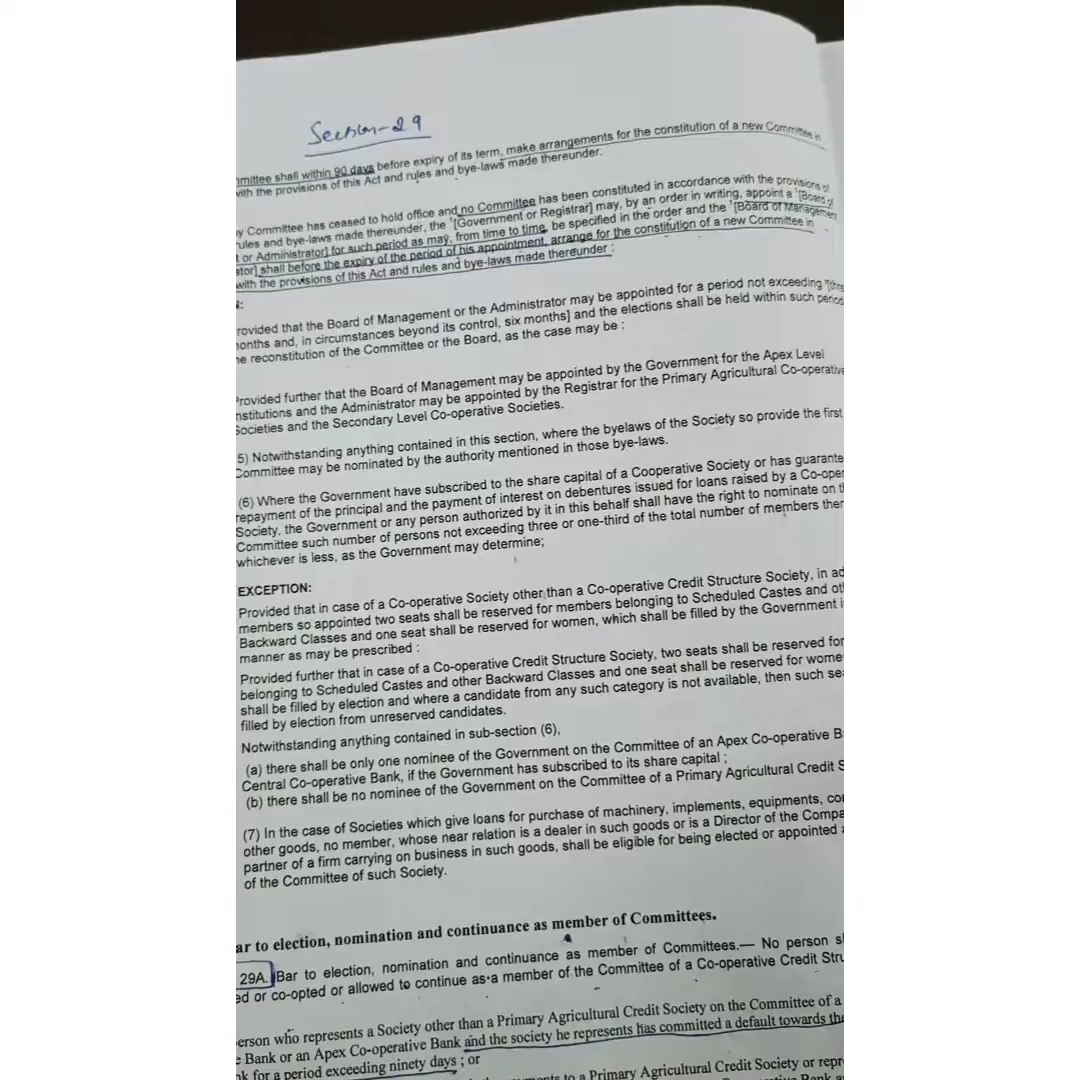 Section-29
mmittee shall within 90 days before expiry of its term, make arrangements for the constitution of a new Committee in
with the provisions of this Act and rules and bye-laws made thereunder.
y Committee has ceased to hold office and no Committee has been constituted in accordance with the provisions of
rules and bye-laws made thereunder, the ¹[Government or Registrar] may, by an order in writing, appoint a ¹[Board of
t or Administrator] for such period as may, from time to time, be specified in the order and the ¹[Board of Management
ator] shall before the expiry of the period of his appointment, arrange for the constitution of a new Committee in
with the provisions of this Act and rules and bye-laws made thereunder :
N:
rovided that the Board of Management or the Administrator may be appointed for a period not exceeding
onths and, in circumstances beyond its control, six months] and the elections shall be held within such period
he reconstitution of the Committee or the Board, as the case may be :
Provided further that the Board of Management may be appointed by the Government for the Apex Level
nstitutions and the Administrator may be appointed by the Registrar for the Primary Agricultural Co-operative
Societies and the Secondary Level Co-operative Societies.
5) Notwithstanding anything contained in this section, where the byelaws of the Society so provide the first
Committee may be nominated by the authority mentioned in those bye-laws.
(6) Where the Government have subscribed to the share capital of a Cooperative Society or has guarante
repayment of the principal and the payment of interest on debentures issued for loans raised by a Co-oper
Society, the Government or any person authorized by it in this behalf shall have the right to nominate on t
Committee such number of persons not exceeding three or one-third of the total number of members ther
whichever is less, as the Government may determine;
EXCEPTION:
Provided that in case of a Co-operative Society other than a Co-operative Credit Structure Society, in ad
members so appointed two seats shall be reserved for members belonging to Scheduled Castes and ot
Backward Classes and one seat shall be reserved for women, which shall be filled by the Government i
manner as may be prescribed :
Provided further that in case of a Co-operative Credit Structure Society, two seats shall be reserved for
belonging to Scheduled Castes and other Backward Classes and one seat shall be reserved for wome
shall be filled by election and where a candidate from any such category is not available, then such sea
filled by election from unreserved candidates.
Notwithstanding anything contained in sub-section (6),
(a) there shall be only one nominee of the Government on the Committee of an Apex Co-operative B
Central Co-operative Bank, if the Government has subscribed to its share capital ;
(b) there shall be no nominee of the Government on the Committee of a Primary Agricultural Credit S
(7) In the case of Societies which give loans for purchase of machinery, implements, equipments, co
other goods, no member, whose near relation is a dealer in such goods or is a Director of the Compa
partner of a firm carrying on business in such goods, shall be eligible for being elected or appointed a
of the Committee of such Society.
ar to election, nomination and continuance as member of Committees.
29A. Bar to election, nomination and continuance as member of Committees.— No person s
ed or co-opted or allowed to continue as a member of the Committee of a Co-operative Credit Stru
erson who represents a Society other than a Primary Agricultural Credit Society on the Committee of a
e Bank or an Apex Co-operative Bank and the society he represents has committed a default towards the
nk for a period exceeding ninety days ; or
to a Primary Agricultural Credit Society or repr